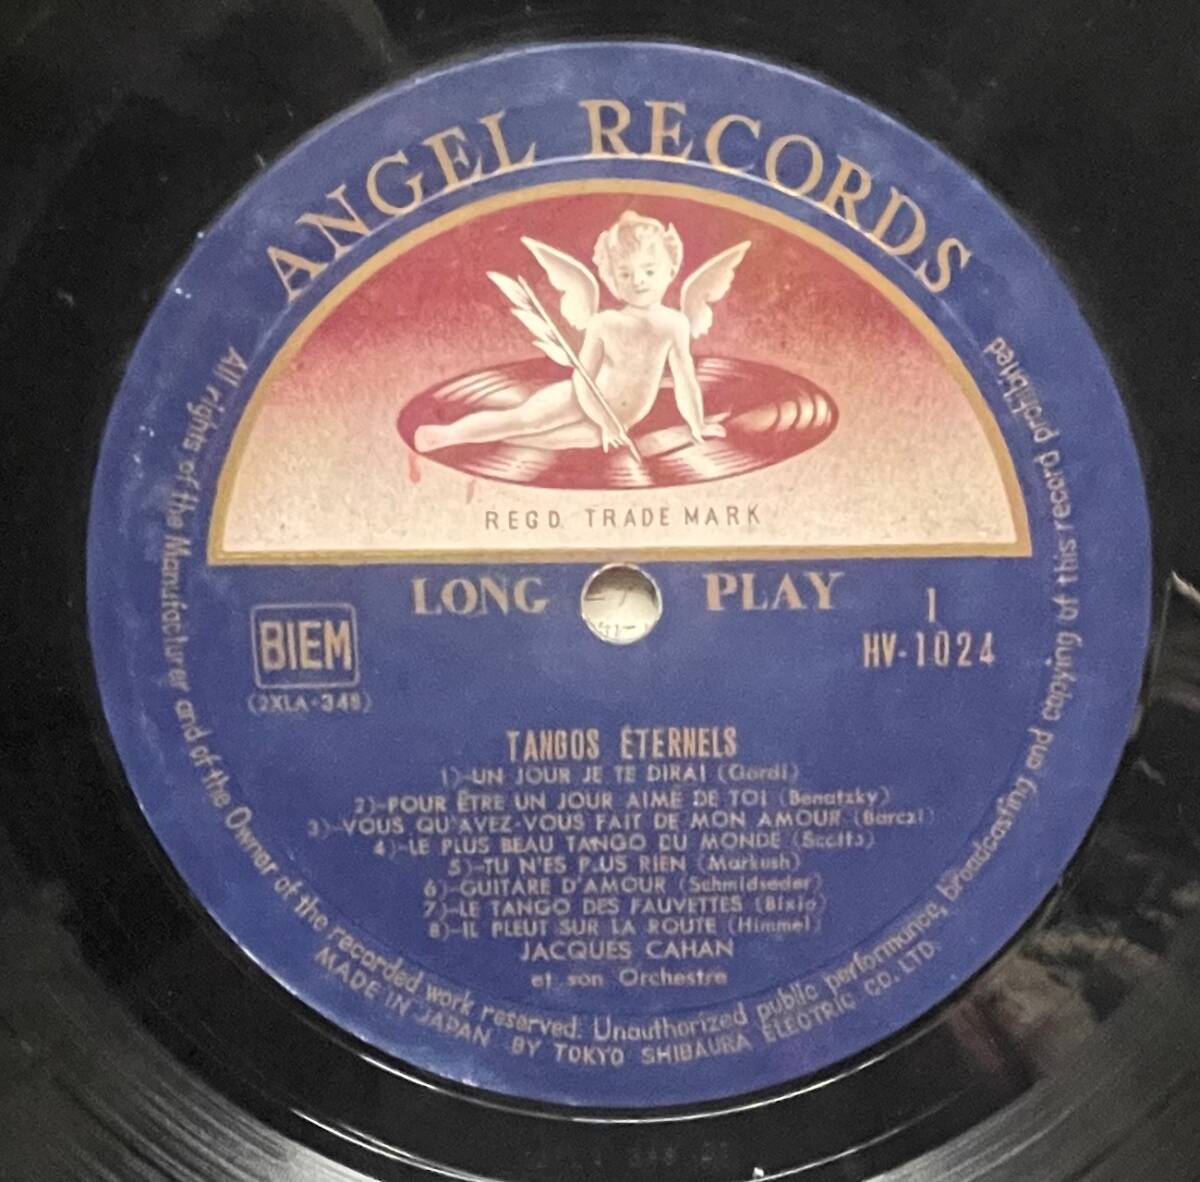 ANGEL RECORDS
REGD. TRADE MARK
LONG PLAY
1
HV-1024
BIEM
(2XLA·348)
TANGOS ÉTERNELS
1)-UN JOUR JE TE DIRAI (Gardi)
2)-POUR ÊTRE UN JOUR AIMÉ DE TOI (Benatzky)
3)-VOUS QU'AVEZ-VOUS FAIT DE MON AMOUR (Barczi)
4)-LE PLUS BEAU TANGO DU MONDE (Scotto)
5)-TU N'ES PLUS RIEN (Markush)
6)-GUITARE D'AMOUR (Schmidseder)
7)-LE TANGO DES FAUVETTES (Bixio)
8)-IL PLEUT SUR LA ROUTE (Himmel)
JACQUES CAHAN
et son Orchestre
All rights of the Manufacturer and of the Owner of the recorded work reserved. Unauthorized public performance, broadcasting and copying of this record prohibited
MADE IN JAPAN BY TOKYO SHIBAURA ELECTRIC CO. LTD.